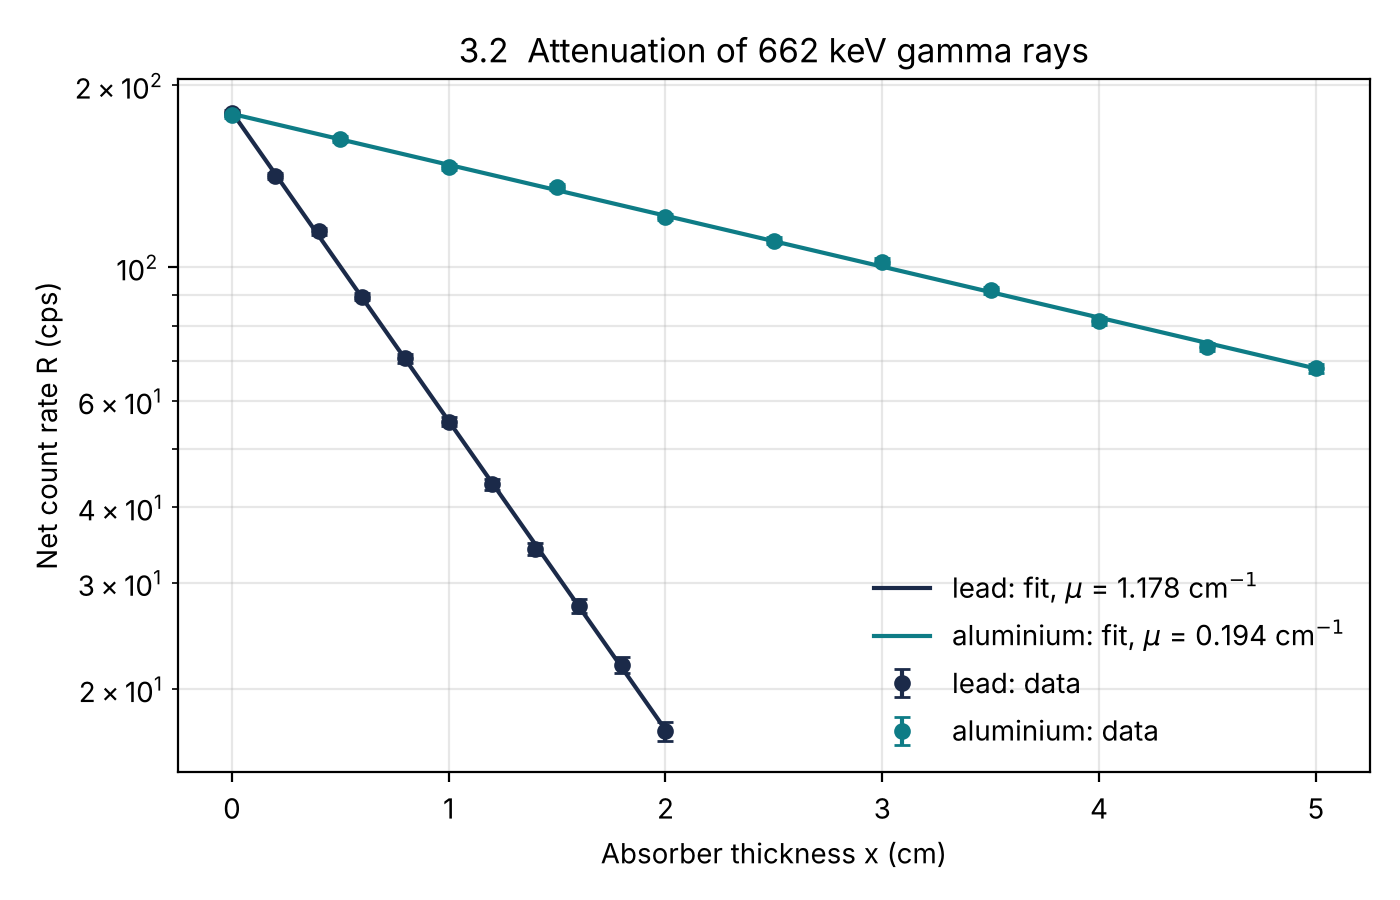 3.2 Attenuation of 662 keV gamma rays
Net count rate R (cps)
2 × 10²
10²
6 × 10¹
4 × 10¹
3 × 10¹
2 × 10¹
lead: fit, μ = 1.178 cm⁻¹
aluminium: fit, μ = 0.194 cm⁻¹
lead: data
aluminium: data
0 1 2 3 4 5
Absorber thickness x (cm)